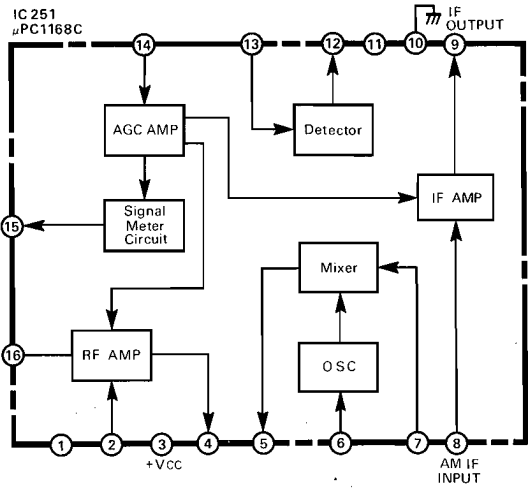 IC 251
μPC1168C
IF
OUTPUT
14
13
12
11
10
9
AGC AMP
Detector
Signal
Meter
Circuit
IF AMP
15
Mixer
16
RF AMP
OSC
1
2
3
4
5
6
7
8
+VCC
AM IF
INPUT